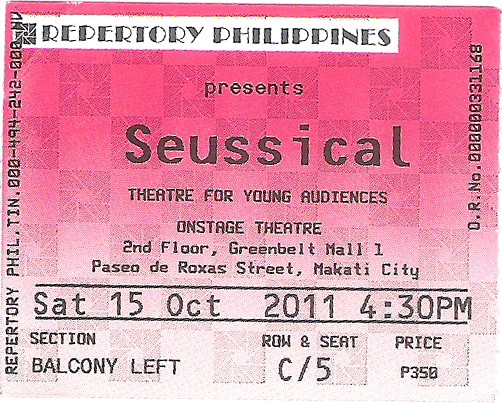 REPERTORY PHILIPPINES
presents
Seussical
THEATRE FOR YOUNG AUDIENCES
ONSTAGE THEATRE
2nd Floor, Greenbelt Mall 1
Paseo de Roxas Street, Makati City
Sat 15 Oct 2011 4:30PM
SECTION ROW & SEAT PRICE
BALCONY LEFT C/5 P350
REPERTORY PHIL.TIN.000-494-242-000-NV
O.R.No.000000331168